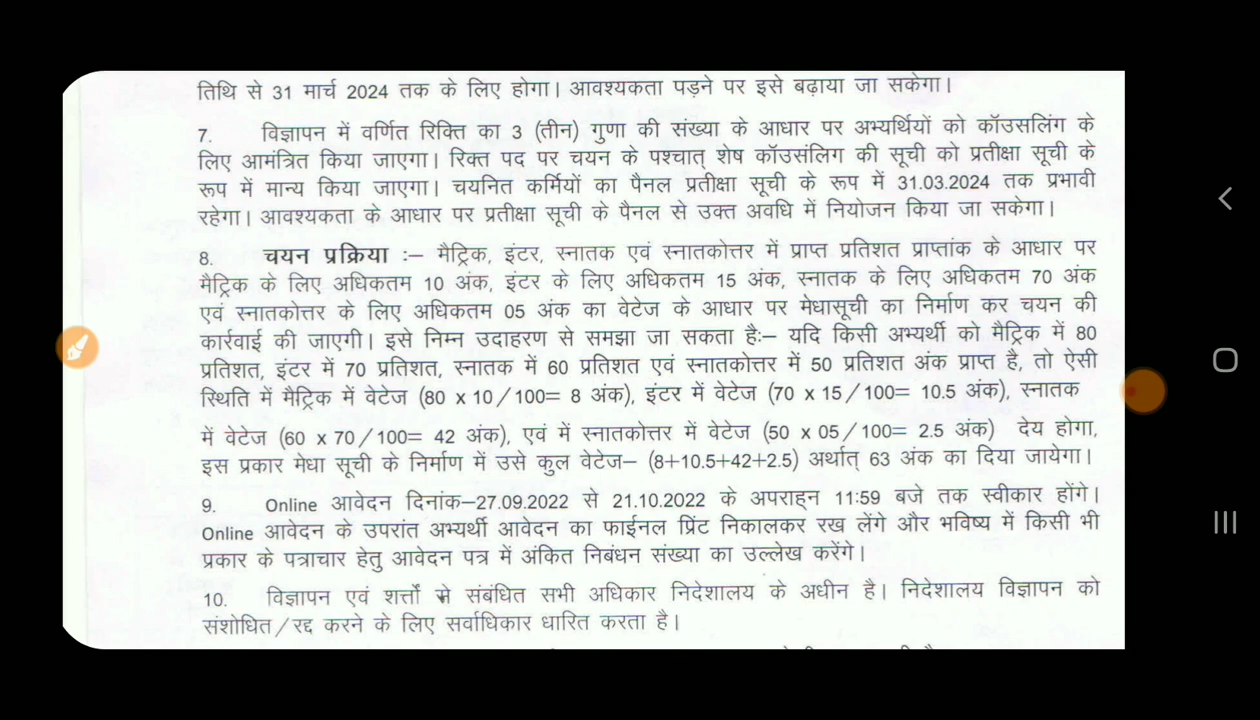 तिथि से 31 मार्च 2024 तक के लिए होगा। आवश्यकता पड़ने पर इसे बढ़ाया जा सकेगा।
7. विज्ञापन में वर्णित रिक्ति का 3 (तीन) गुणा की संख्या के आधार पर अभ्यर्थियों को कॉउसलिंग के
लिए आमंत्रित किया जाएगा। रिक्त पद पर चयन के पश्चात् शेष कॉउसंलिग की सूची को प्रतीक्षा सूची के
रूप में मान्य किया जाएगा। चयनित कर्मियों का पैनल प्रतीक्षा सूची के रूप में 31.03.2024 तक प्रभावी
रहेगा। आवश्यकता के आधार पर प्रतीक्षा सूची के पैनल से उक्त अवधि में नियोजन किया जा सकेगा।
8. चयन प्रक्रिया :– मैट्रिक, इंटर, स्नातक एवं स्नातकोत्तर में प्राप्त प्रतिशत प्राप्तांक के आधार पर
मैट्रिक के लिए अधिकतम 10 अंक, इंटर के लिए अधिकतम 15 अंक, स्नातक के लिए अधिकतम 70 अंक
एवं स्नातकोत्तर के लिए अधिकतम 05 अंक का वेटेज के आधार पर मेधासूची का निर्माण कर चयन की
कार्रवाई की जाएगी। इसे निम्न उदाहरण से समझा जा सकता है:– यदि किसी अभ्यर्थी को मैट्रिक में 80
प्रतिशत, इंटर में 70 प्रतिशत, स्नातक में 60 प्रतिशत एवं स्नातकोत्तर में 50 प्रतिशत अंक प्राप्त है, तो ऐसी
स्थिति में मैट्रिक में वेटेज (80 x 10/100= 8 अंक), इंटर में वेटेज (70 x 15/100= 10.5 अंक), स्नातक
में वेटेज (60 x 70/100= 42 अंक), एवं में स्नातकोत्तर में वेटेज (50 x 05/100= 2.5 अंक) देय होगा,
इस प्रकार मेधा सूची के निर्माण में उसे कुल वेटेज– (8+10.5+42+2.5) अर्थात् 63 अंक का दिया जायेगा।
9. Online आवेदन दिनांक–27.09.2022 से 21.10.2022 के अपराह्न 11:59 बजे तक स्वीकार होंगे।
Online आवेदन के उपरांत अभ्यर्थी आवेदन का फाईनल प्रिंट निकालकर रख लेंगे और भविष्य में किसी भी
प्रकार के पत्राचार हेतु आवेदन पत्र में अंकित निबंधन संख्या का उल्लेख करेंगे।
10. विज्ञापन एवं शर्त्तो से संबंधित सभी अधिकार निदेशालय के अधीन है। निदेशालय विज्ञापन को
संशोधित/रद्द करने के लिए सर्वाधिकार धारित करता है।